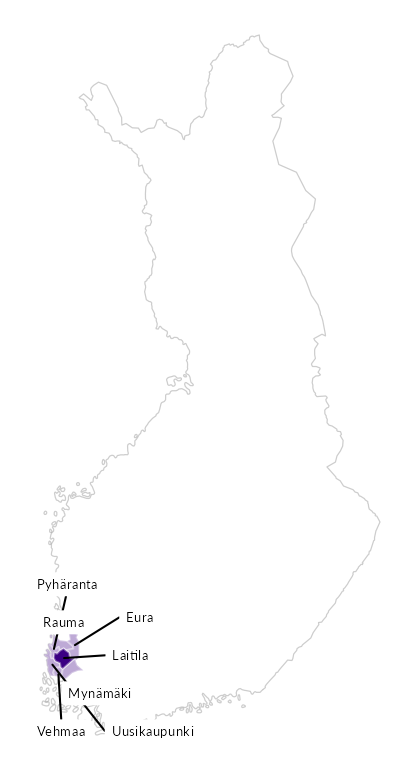 Pyhäranta
Rauma
Eura
Laitila
Mynämäki
Vehmaa
Uusikaupunki